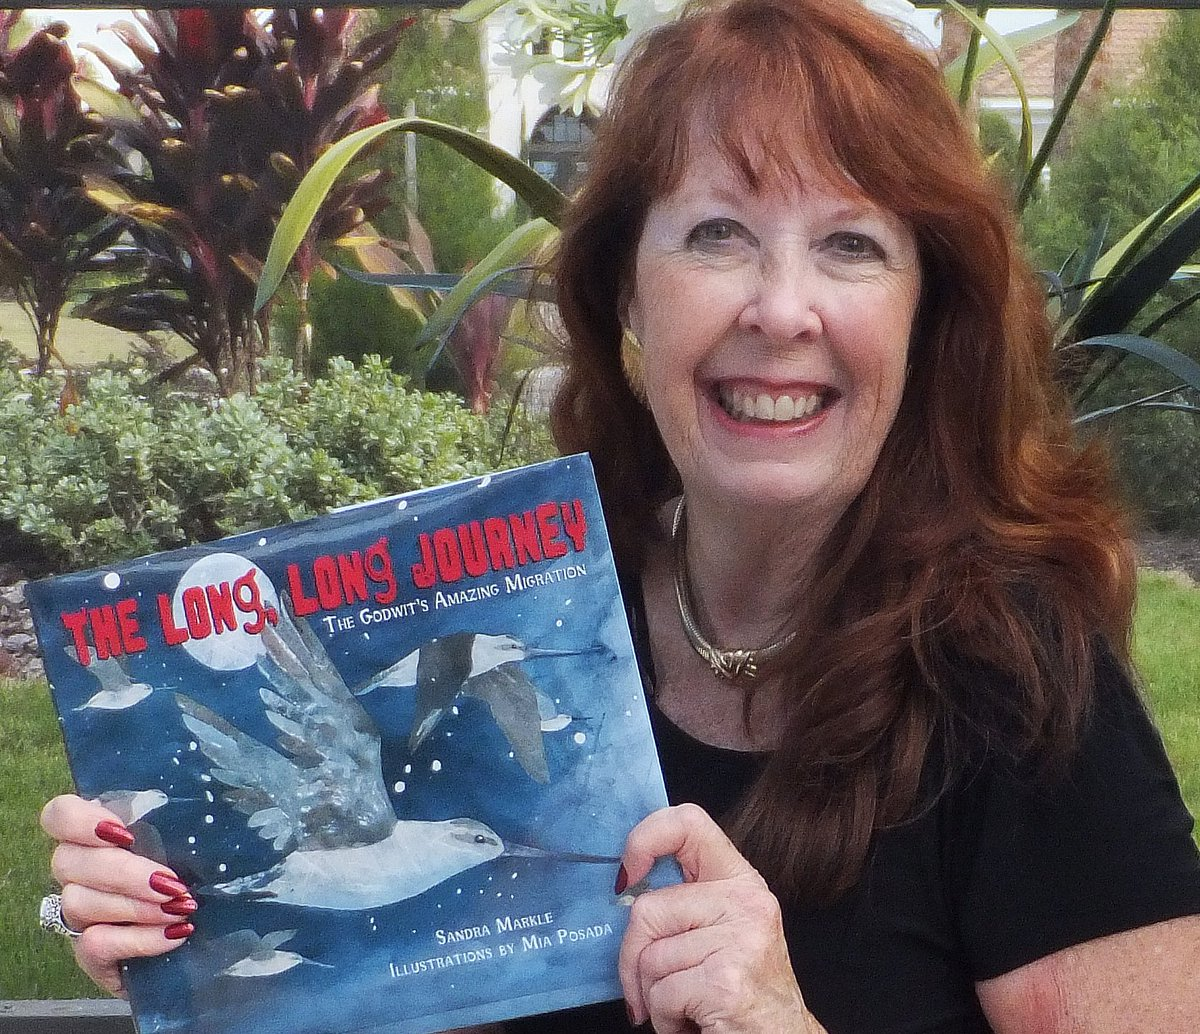 THE LONg, LONg JOURNEY
THE GODWIT'S AMAZING MIGRATION
SANDRA MARKLE
ILLUSTRATIONS BY MIA POSADA